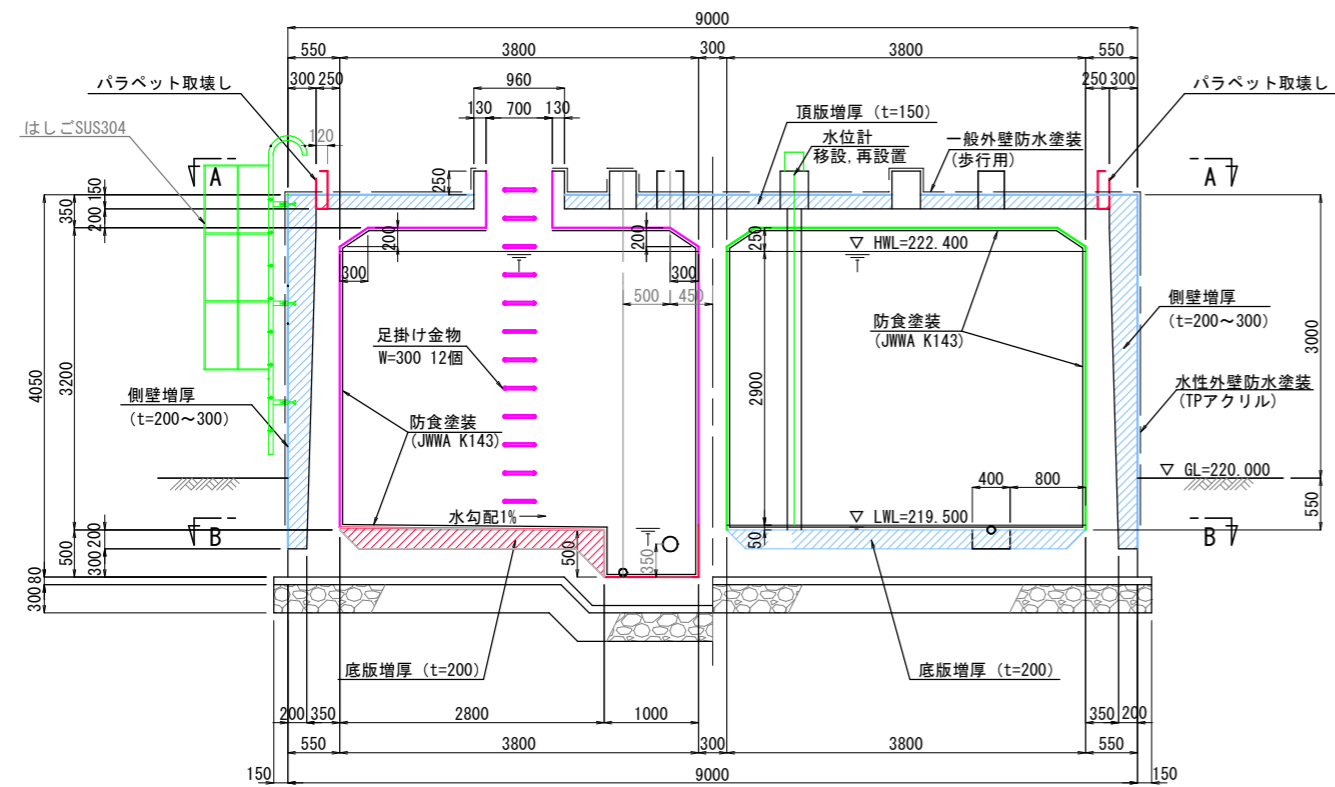 9000
550
3800
300
3800
550
300
250
960
250
300
パラペット取壊し
パラペット取壊し
130
700
130
はしごSUS304
120
頂版増厚 (t=150)
水位計
移設,再設置
一般外壁防水塗装
(歩行用)
A
A
250
150
350
200
200
200
250
▽ HWL=222.400
300
300
500
450
側壁増厚
(t=200～300)
防食塗装
(JWWA K143)
足掛け金物
W=300 12個
3000
4050
3200
2900
側壁増厚
(t=200～300)
水性外壁防水塗装
(TPアクリル)
防食塗装
(JWWA K143)
▽ GL=220.000
400
800
水勾配1%
▽ LWL=219.500
550
B
B
200
500
300
500
350
50
80
300
底版増厚 (t=200)
底版増厚 (t=200)
200
350
2800
1000
350
200
550
3800
300
3800
550
150
9000
150